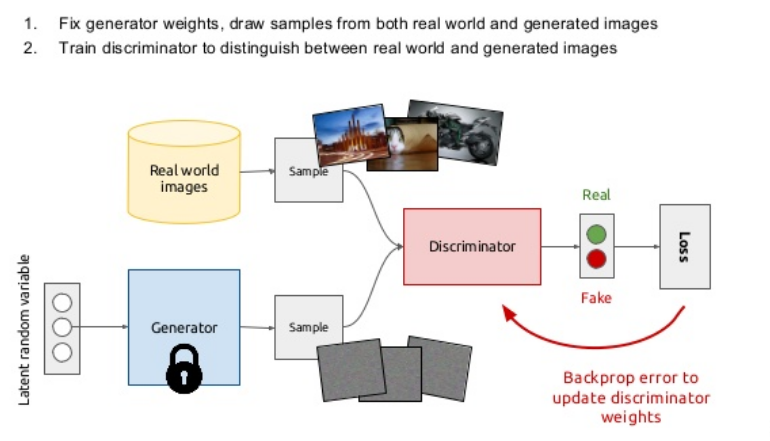 1. Fix generator weights, draw samples from both real world and generated images
2. Train discriminator to distinguish between real world and generated images
Real world
images
Sample
Real
Discriminator
Loss
Latent random variable
Generator
Sample
Fake
Backprop error to
update discriminator
weights